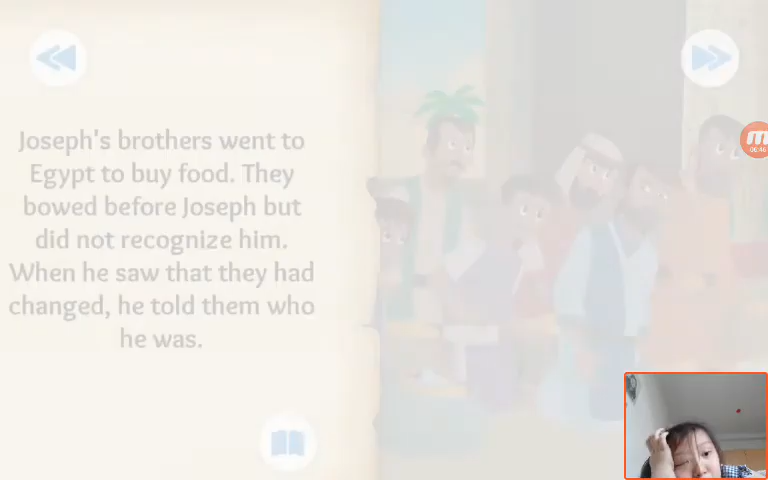 Joseph's brothers went to
Egypt to buy food. They
bowed before Joseph but
did not recognize him.
When he saw that they had
changed, he told them who
he was.